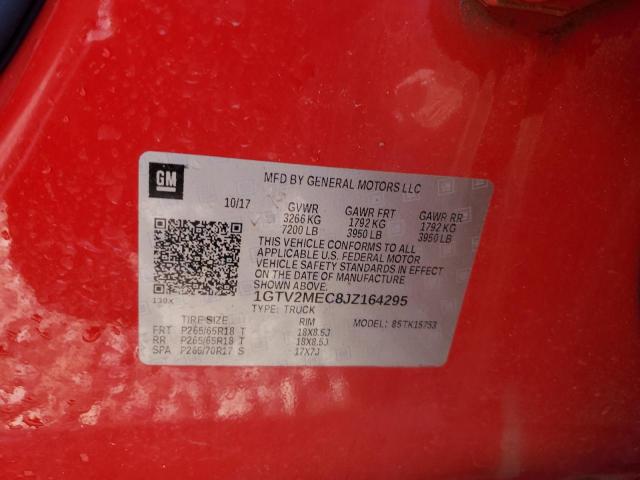 GM
MFD BY GENERAL MOTORS LLC
10/17 GVWR GAWR FRT GAWR RR
3266 KG 1792 KG 1792 KG
7200 LB 3950 LB 3950 LB
THIS VEHICLE CONFORMS TO ALL
APPLICABLE U.S. FEDERAL MOTOR
VEHICLE SAFETY STANDARDS IN EFFECT
ON THE DATE OF MANUFACTURE
SHOWN ABOVE.
1GTV2MEC8JZ164295
TYPE: TRUCK
MODEL: 85TK15753
TIRE SIZE RIM
FRT P265/65R18 T 18X8.5J
RR P265/65R18 T 18X8.5J
SPA P265/70R17 S 17X7J